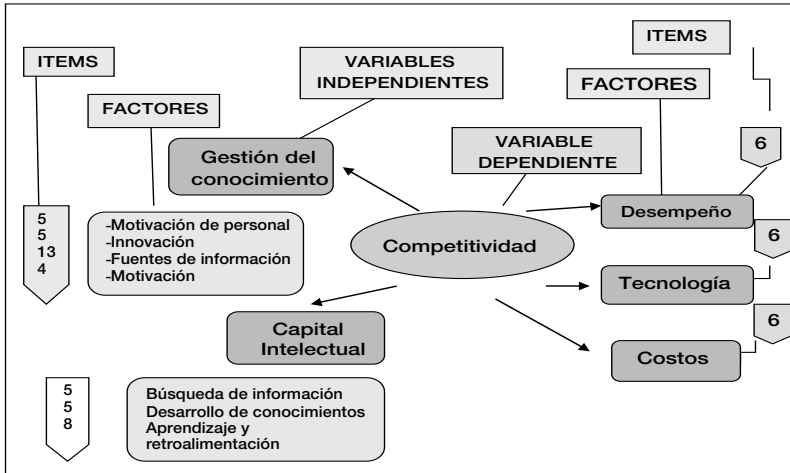 ITEMS
FACTORES
VARIABLES
INDEPENDIENTES
ITEMS
FACTORES
Gestión del
conocimiento
VARIABLE
DEPENDIENTE
6
5
5
13
4
-Motivación de personal
-Innovación
-Fuentes de información
-Motivación
Competitividad
Desempeño
6
Tecnología
6
Capital
Intelectual
Costos
5
5
8
Búsqueda de información
Desarrollo de conocimientos
Aprendizaje y
retroalimentación